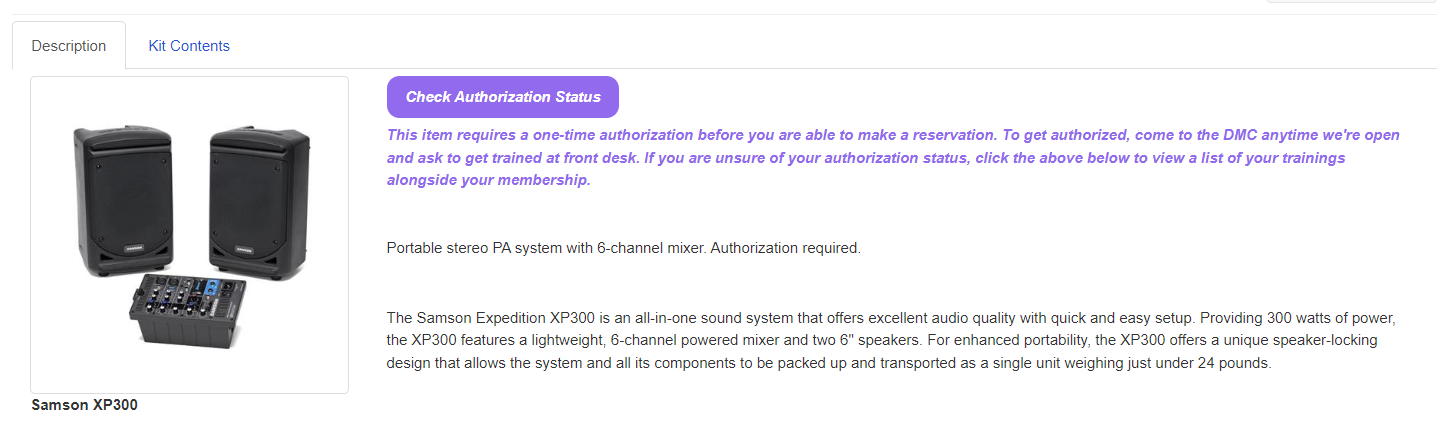 Description
Kit Contents
Check Authorization Status
This item requires a one-time authorization before you are able to make a reservation. To get authorized, come to the DMC anytime we're open
and ask to get trained at front desk. If you are unsure of your authorization status, click the above below to view a list of your trainings
alongside your membership.
Portable stereo PA system with 6-channel mixer. Authorization required.
The Samson Expedition XP300 is an all-in-one sound system that offers excellent audio quality with quick and easy setup. Providing 300 watts of power,
the XP300 features a lightweight, 6-channel powered mixer and two 6" speakers. For enhanced portability, the XP300 offers a unique speaker-locking
design that allows the system and all its components to be packed up and transported as a single unit weighing just under 24 pounds.
SAMSON
SAMSON
Samson XP300